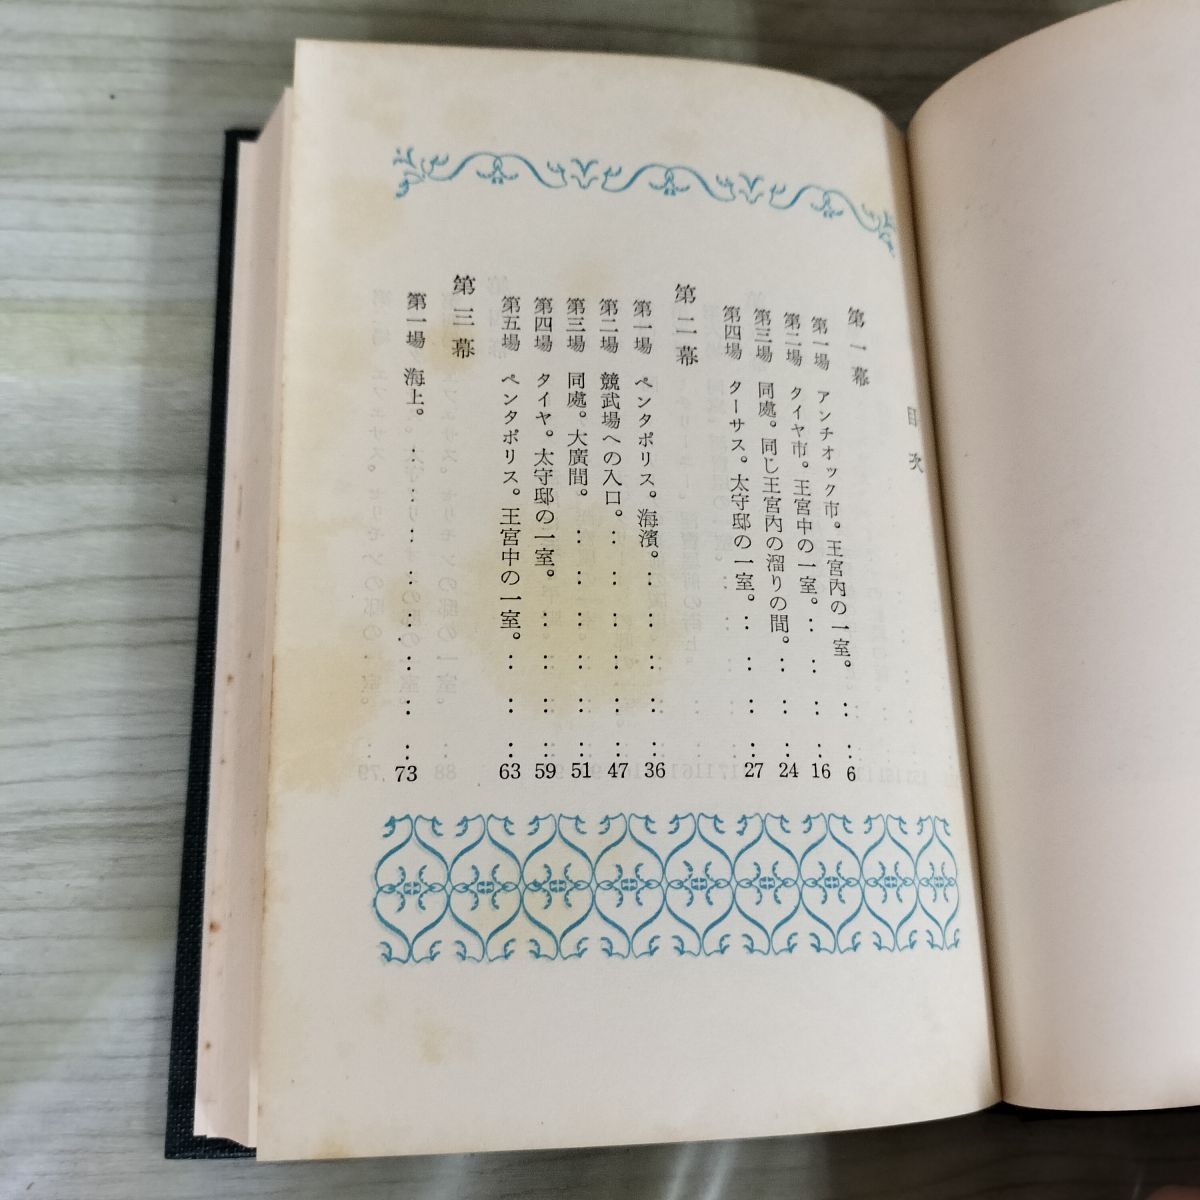 目次
第一幕
第一場 アンチオック市。王宮内の一室。 6
第二場 タイヤ市。王宮中の一室。 16
第三場 同處。同じ王宮內の溜りの間。 24
第四場 ターサス。太守邸の一室。 27
第二幕
第一場 ペンタポリス。海濱。 36
第二場 競武場への入口。 47
第三場 同處。大廣間。 51
第四場 タイヤ。太守邸の一室。 59
第五場 ペンタポリス。王宮中の一室。 63
第三幕
第一場 海上。 73